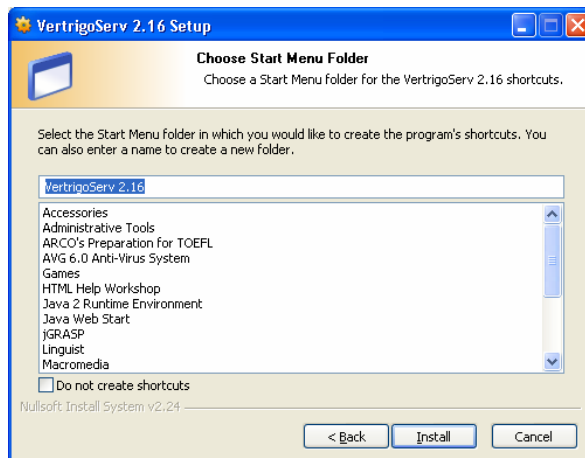 VertrigoServ 2.16 Setup
Choose Start Menu Folder
Choose a Start Menu folder for the VertrigoServ 2.16 shortcuts.
Select the Start Menu folder in which you would like to create the program's shortcuts. You
can also enter a name to create a new folder.
VertrigoServ 2.16
Accessories
Administrative Tools
ARCO's Preparation for TOEFL
AVG 6.0 Anti-Virus System
Games
HTML Help Workshop
Java 2 Runtime Environment
Java Web Start
jGRASP
Linguist
Macromedia
Do not create shortcuts
Nullsoft Install System v2.24
< Back Install Cancel